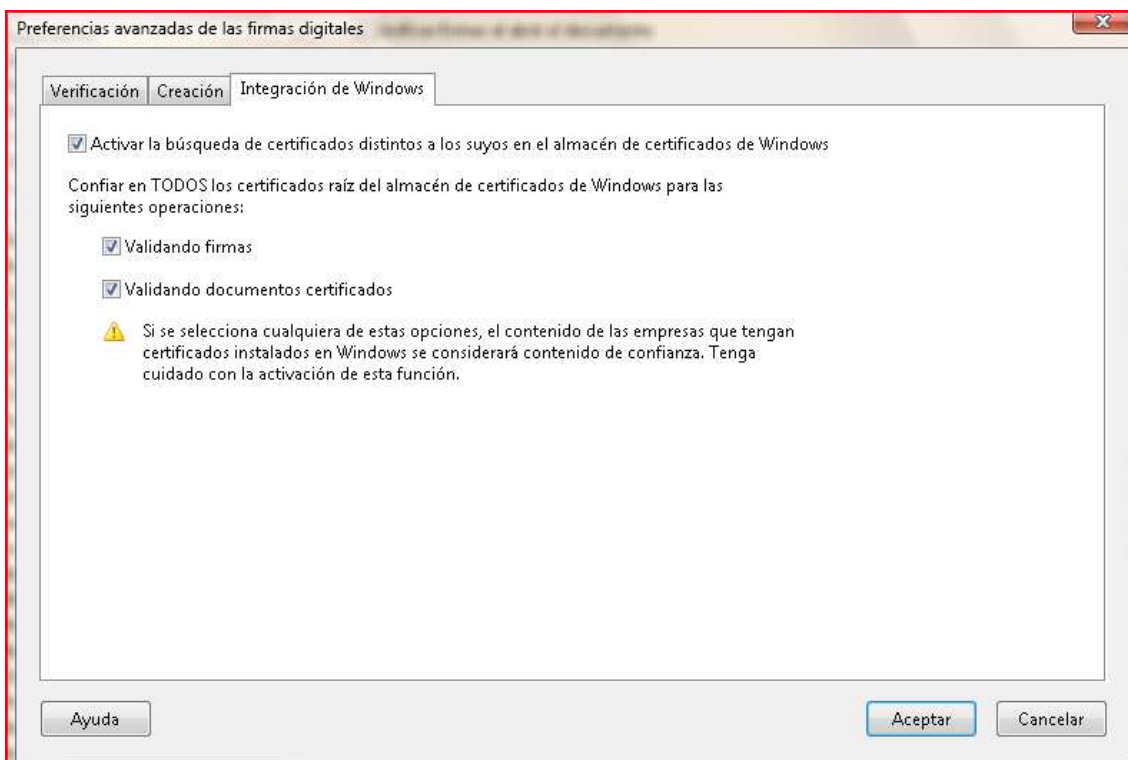 Preferencias avanzadas de las firmas digitales
Verificación Creación Integración de Windows
Activar la búsqueda de certificados distintos a los suyos en el almacén de certificados de Windows
Confiar en TODOS los certificados raíz del almacén de certificados de Windows para las
siguientes operaciones:
Validando firmas
Validando documentos certificados
Si se selecciona cualquiera de estas opciones, el contenido de las empresas que tengan
certificados instalados en Windows se considerará contenido de confianza. Tenga
cuidado con la activación de esta función.
Ayuda Aceptar Cancelar